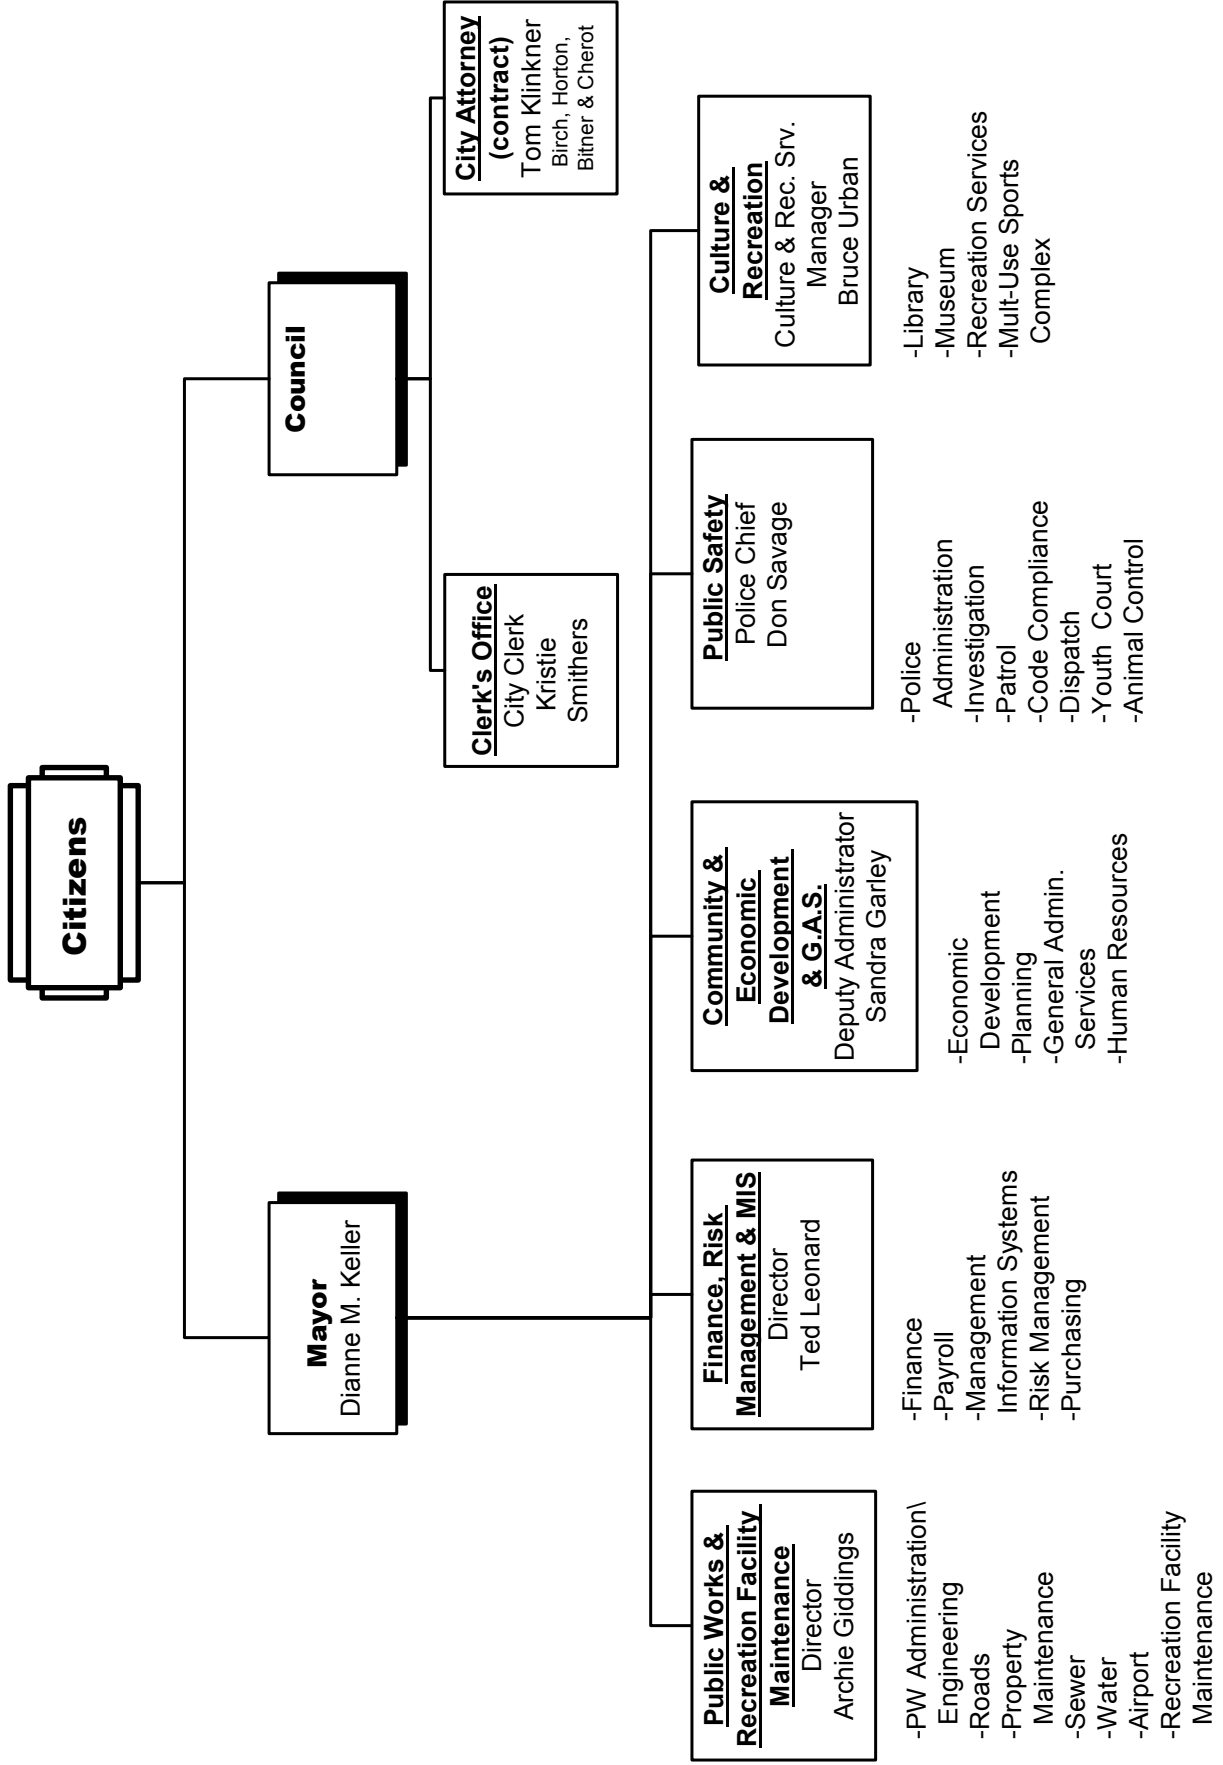 Citizens
Mayor
Dianne M. Keller
Council
Clerk's Office
City Clerk
Kristie
Smithers
City Attorney
(contract)
Tom Klinkner
Birch, Horton,
Bitner & Cherot
Public Works &
Recreation Facility
Maintenance
Director
Archie Giddings
-PW Administration\
Engineering
-Roads
-Property
Maintenance
-Sewer
-Water
-Airport
-Recreation Facility
Maintenance
Finance, Risk
Management & MIS
Director
Ted Leonard
-Finance
-Payroll
-Management
Information Systems
-Risk Management
-Purchasing
Community &
Economic
Development
& G.A.S.
Deputy Administrator
Sandra Garley
-Economic
Development
-Planning
-General Admin.
Services
-Human Resources
Public Safety
Police Chief
Don Savage
-Police
Administration
-Investigation
-Patrol
-Code Compliance
-Dispatch
-Youth Court
-Animal Control
Culture &
Recreation
Culture & Rec. Srv.
Manager
Bruce Urban
-Library
-Museum
-Recreation Services
-Mult-Use Sports
Complex